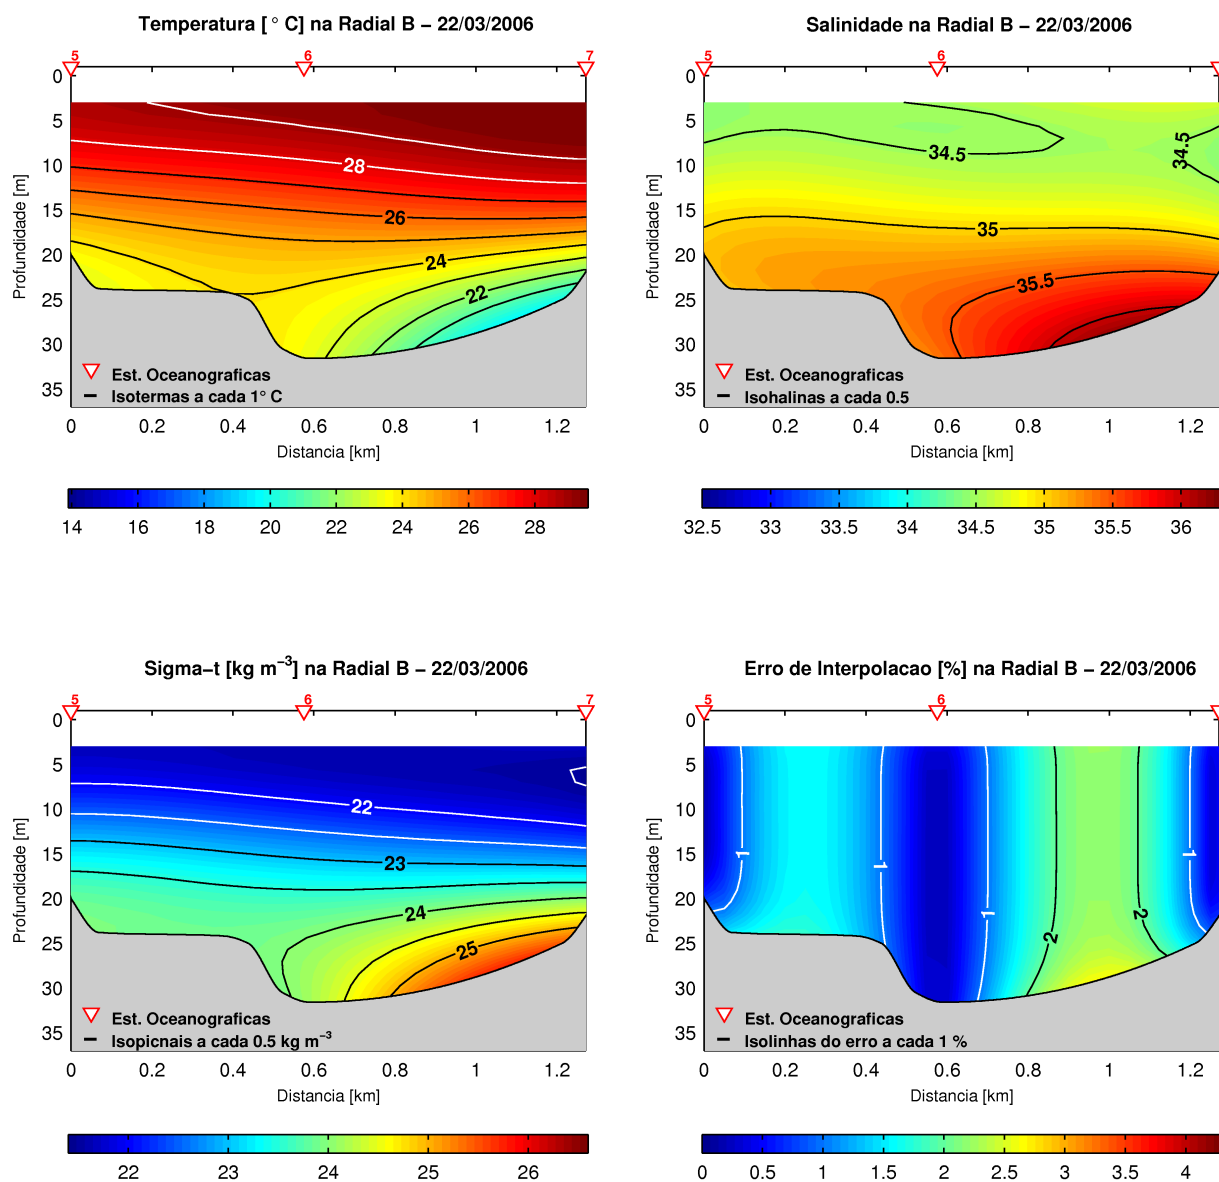 Temperatura [ ° C] na Radial B − 22/03/2006
5 6 7
0
5
10
15
20
25
30
35
Profundidade [m]
28
26
24
22
Est. Oceanograficas
Isotermas a cada 1° C
0 0.2 0.4 0.6 0.8 1 1.2
Distancia [km]
14 16 18 20 22 24 26 28
Salinidade na Radial B − 22/03/2006
5 6
0
5
10
15
20
25
30
35
Profundidade [m]
34.5
34.5
35
35.5
Est. Oceanograficas
Isohalinas a cada 0.5
0 0.2 0.4 0.6 0.8 1 1.2
Distancia [km]
32.5 33 33.5 34 34.5 35 35.5 36
Sigma−t [kg m⁻³] na Radial B − 22/03/2006
5 6 7
0
5
10
15
20
25
30
35
Profundidade [m]
22
23
24
25
Est. Oceanograficas
Isopicnais a cada 0.5 kg m⁻³
0 0.2 0.4 0.6 0.8 1 1.2
Distancia [km]
22 23 24 25 26
Erro de Interpolacao [%] na Radial B − 22/03/2006
5 6
0
5
10
15
20
25
30
35
Profundidade [m]
1
1
1
1
2
2
Est. Oceanograficas
Isolinhas do erro a cada 1 %
0 0.2 0.4 0.6 0.8 1 1.2
Distancia [km]
0 0.5 1 1.5 2 2.5 3 3.5 4